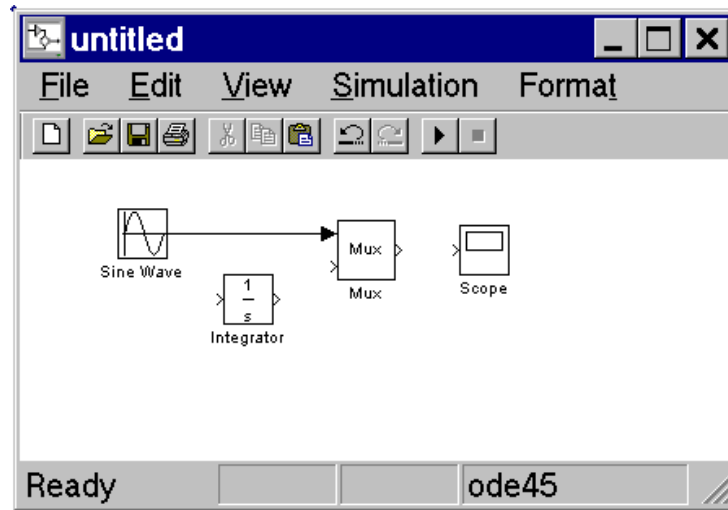 untitled
File Edit View Simulation Format
Mux
Sine Wave
Mux
Scope
1
s
Integrator
Ready ode45